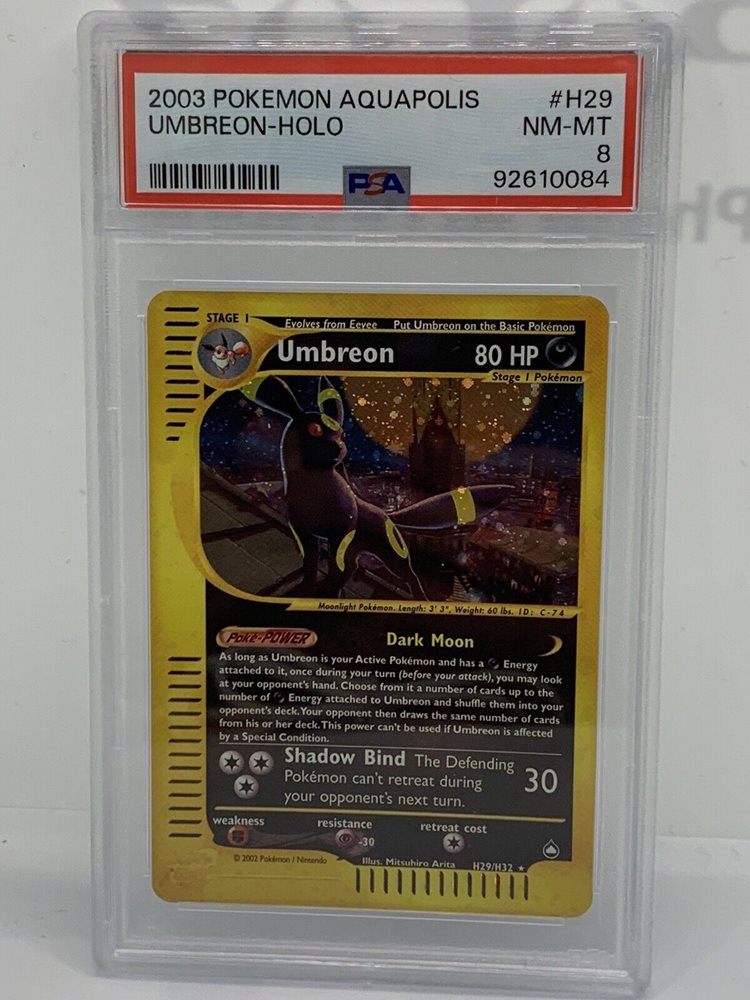 2003 POKEMON AQUAPOLIS #H29
UMBREON-HOLO NM-MT
8
PSA 92610084
STAGE 1
Evolves from Eevee Put Umbreon on the Basic Pokémon
Umbreon 80 HP
Stage 1 Pokémon
Moonlight Pokémon. Length: 3' 3", Weight: 60 lbs. ID: C-74
Poké-POWER Dark Moon
As long as Umbreon is your Active Pokémon and has a Energy
attached to it, once during your turn (before your attack), you may look
at your opponent's hand. Choose from it a number of cards up to the
number of Energy attached to Umbreon and shuffle them into your
opponent's deck. Your opponent then draws the same number of cards
from his or her deck. This power can't be used if Umbreon is affected
by a Special Condition.
Shadow Bind The Defending
Pokémon can't retreat during
your opponent's next turn.
30
weakness resistance retreat cost
-30
© 2002 Pokémon / Nintendo Illus. Mitsuhiro Arita H29/H32 ★